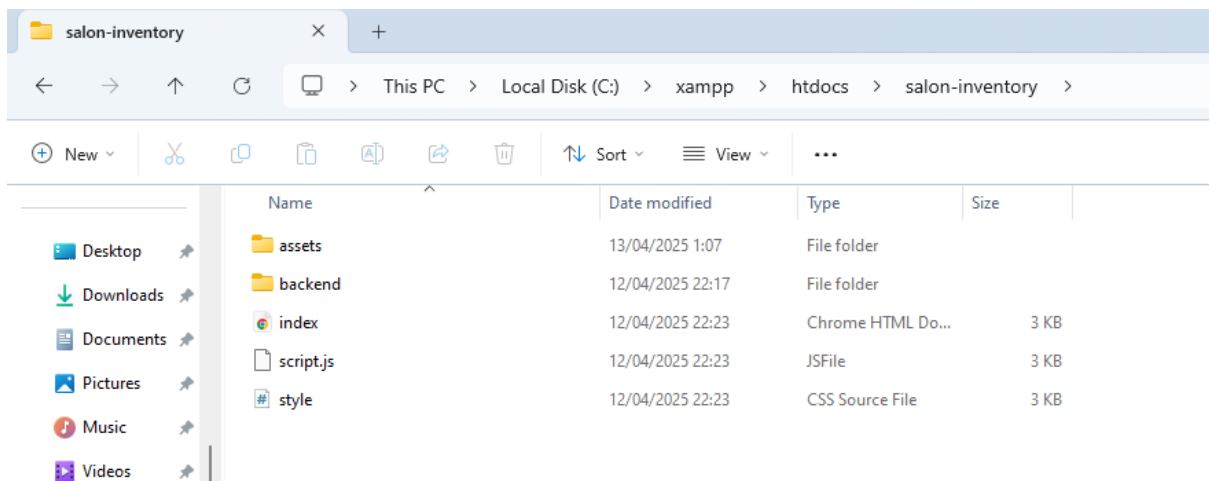 salon-inventory
This PC > Local Disk (C:) > xampp > htdocs > salon-inventory >
New Sort View ...
Name Date modified Type Size
Desktop
Downloads
Documents
Pictures
Music
Videos
assets 13/04/2025 1:07 File folder
backend 12/04/2025 22:17 File folder
index 12/04/2025 22:23 Chrome HTML Do... 3 KB
script.js 12/04/2025 22:23 JSFile 3 KB
style 12/04/2025 22:23 CSS Source File 3 KB